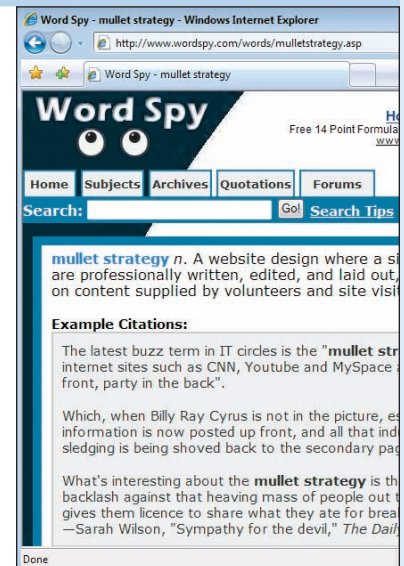 Word Spy - mullet strategy - Windows Internet Explorer
http://www.wordspy.com/words/mulletstrategy.asp
Word Spy - mullet strategy
Word Spy
Free 14 Point Formula
www
Home Subjects Archives Quotations Forums
Search: Go! Search Tips
mullet strategy n. A website design where a si
are professionally written, edited, and laid out,
on content supplied by volunteers and site visi
Example Citations:
The latest buzz term in IT circles is the "mullet str
internet sites such as CNN, Youtube and MySpace a
front, party in the back".
Which, when Billy Ray Cyrus is not in the picture, es
information is now posted up front, and all that ind
sledging is being shoved back to the secondary pag
What's interesting about the mullet strategy is th
backlash against that heaving mass of people out t
gives them licence to share what they ate for brea
—Sarah Wilson, "Sympathy for the devil," The Daily
Done